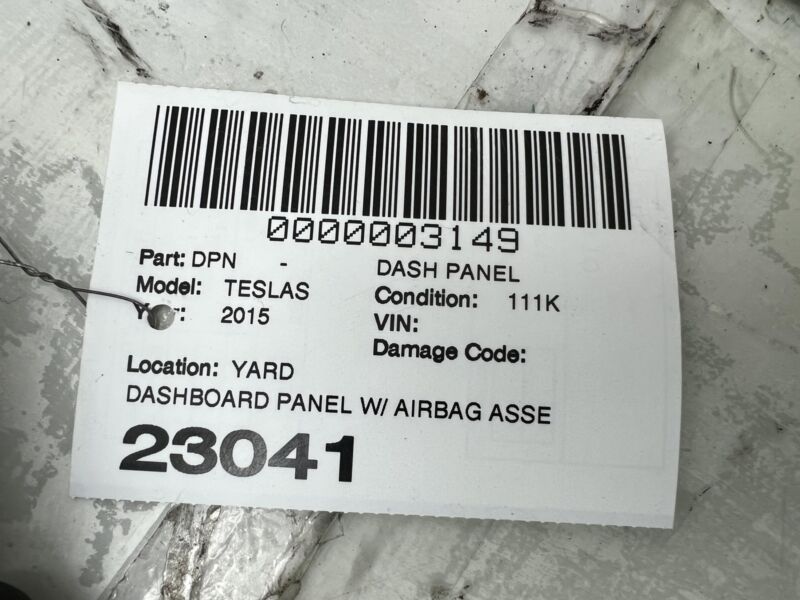 0000003149
Part: DPN - DASH PANEL
Model: TESLAS Condition: 111K
Year: 2015 VIN:
Damage Code:
Location: YARD
DASHBOARD PANEL W/ AIRBAG ASSE
23041